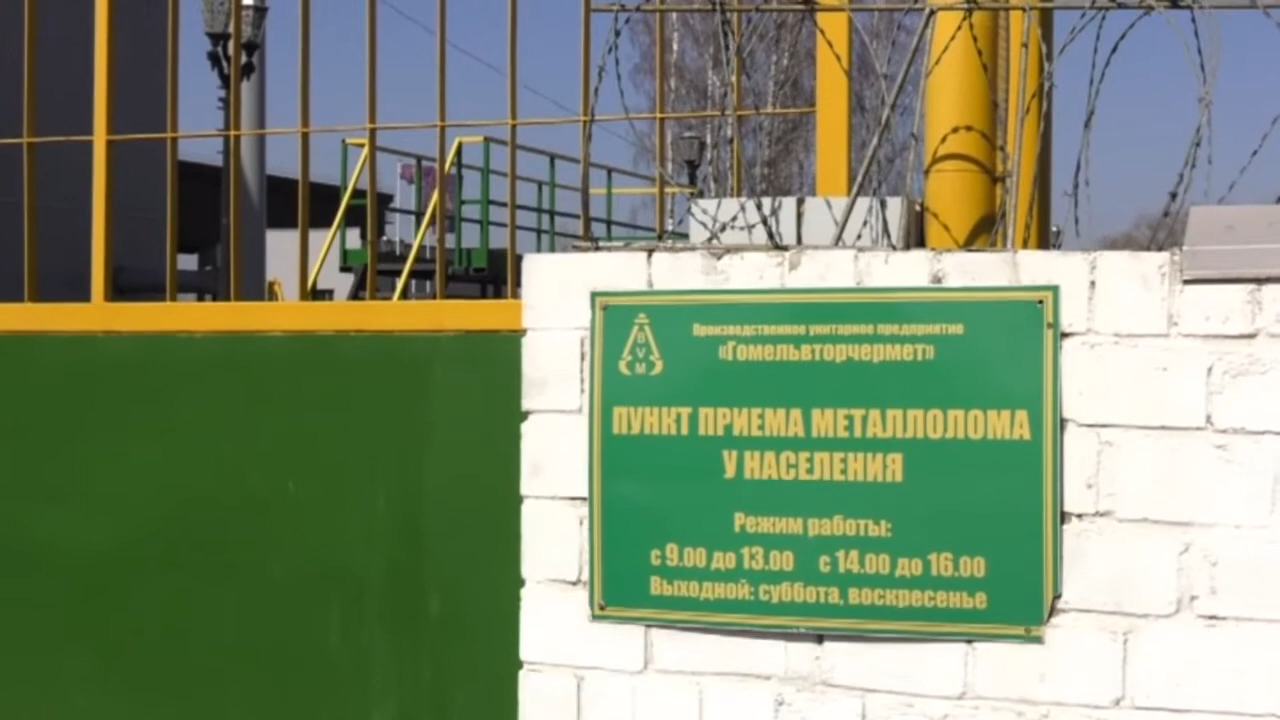 BVM
Производственное унитарное предприятие
«Гомельвторчермет»
ПУНКТ ПРИЕМА МЕТАЛЛОЛОМА
У НАСЕЛЕНИЯ
Режим работы:
с 9.00 до 13.00 с 14.00 до 16.00
Выходной: суббота, воскресенье